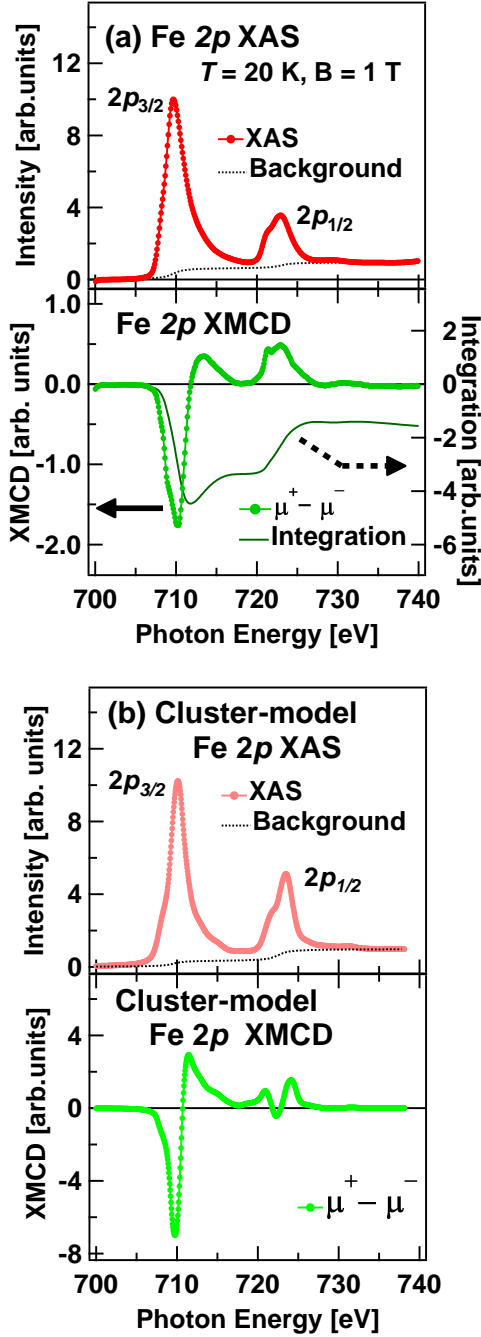 (a) Fe 2p XAS
T = 20 K, B = 1 T
2p3/2
XAS
Background
2p1/2
Intensity [arb.units]
12
8
4
0
Fe 2p XMCD
XMCD [arb. units]
1.0
0.0
-1.0
-2.0
μ+ − μ−
Integration
Integration [arb.units]
2
0
-2
-4
-6
700 710 720 730 740
Photon Energy [eV]
(b) Cluster-model
Fe 2p XAS
2p3/2
XAS
Background
2p1/2
Intensity [arb. units]
12
8
4
0
Cluster-model
Fe 2p XMCD
XMCD [arb.units]
4
0
-4
-8
μ+ − μ−
700 710 720 730 740
Photon Energy [eV]